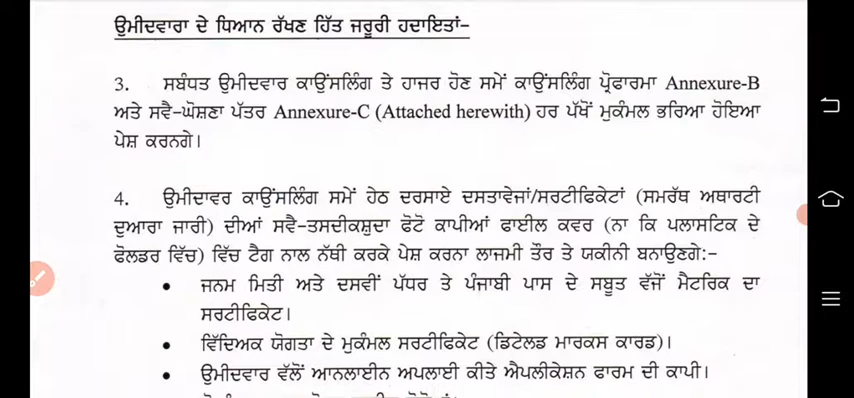 ਉਮੀਦਵਾਰਾ ਦੇ ਧਿਆਨ ਰੱਖਣ ਹਿੱਤ ਜਰੂਰੀ ਹਦਾਇਤਾਂ-
3. ਸਬੰਧਤ ਉਮੀਦਵਾਰ ਕਾਉਂਸਲਿੰਗ ਤੇ ਹਾਜਰ ਹੋਣ ਸਮੇਂ ਕਾਉਂਸਲਿੰਗ ਪ੍ਰੋਫਾਰਮਾ Annexure-B
ਅਤੇ ਸਵੈ-ਘੋਸ਼ਣਾ ਪੱਤਰ Annexure-C (Attached herewith) ਹਰ ਪੱਖੋਂ ਮੁਕੰਮਲ ਭਰਿਆ ਹੋਇਆ
ਪੇਸ਼ ਕਰਨਗੇ।
4. ਉਮੀਦਾਵਰ ਕਾਉਂਸਲਿੰਗ ਸਮੇਂ ਹੇਠ ਦਰਸਾਏ ਦਸਤਾਵੇਜਾਂ/ਸਰਟੀਫਿਕੇਟਾਂ (ਸਮਰੱਥ ਅਥਾਰਟੀ
ਦੁਆਰਾ ਜਾਰੀ) ਦੀਆਂ ਸਵੈ-ਤਸਦੀਕਸ਼ੁਦਾ ਫੋਟੋ ਕਾਪੀਆਂ ਫਾਈਲ ਕਵਰ (ਨਾ ਕਿ ਪਲਾਸਟਿਕ ਦੇ
ਫੋਲਡਰ ਵਿੱਚ) ਵਿੱਚ ਟੈਗ ਨਾਲ ਨੱਥੀ ਕਰਕੇ ਪੇਸ਼ ਕਰਨਾ ਲਾਜਮੀ ਤੌਰ ਤੇ ਯਕੀਨੀ ਬਨਾਉਣਗੇ:-
• ਜਨਮ ਮਿਤੀ ਅਤੇ ਦਸਵੀਂ ਪੱਧਰ ਤੇ ਪੰਜਾਬੀ ਪਾਸ ਦੇ ਸਬੂਤ ਵੱਜੋਂ ਮੈਟਰਿਕ ਦਾ
ਸਰਟੀਫਿਕੇਟ।
• ਵਿੱਦਿਅਕ ਯੋਗਤਾ ਦੇ ਮੁਕੰਮਲ ਸਰਟੀਫਿਕੇਟ (ਡਿਟੇਲਡ ਮਾਰਕਸ ਕਾਰਡ)।
• ਉਮੀਦਵਾਰ ਵੱਲੋਂ ਆਨਲਾਈਨ ਅਪਲਾਈ ਕੀਤੇ ਐਪਲੀਕੇਸ਼ਨ ਫਾਰਮ ਦੀ ਕਾਪੀ।